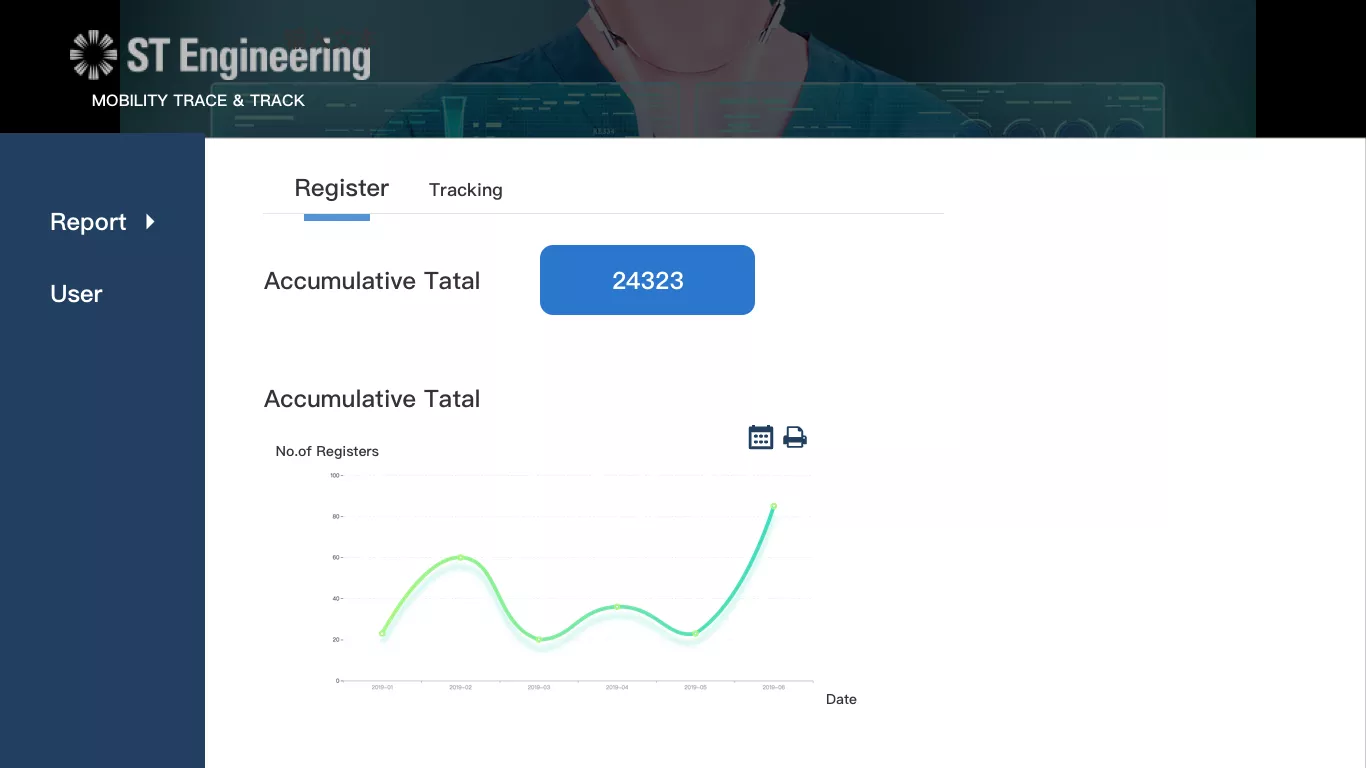 ST Engineering
MOBILITY TRACE & TRACK
Report
User
Register
Tracking
Accumulative Tatal
24323
Accumulative Tatal
No.of Registers
100
80
60
40
20
0
2019-01 2019-02 2019-03 2019-04 2019-05 2019-06
Date